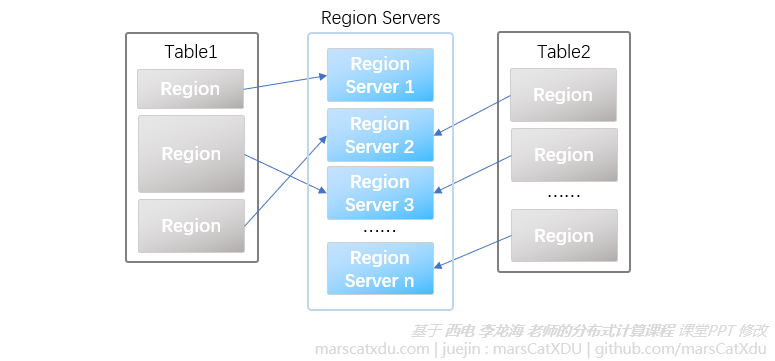 Region Servers
Table1
Region
Region
Region
Region
Server 1
Region
Server 2
Region
Server 3
······
Region
Server n
Table2
Region
Region
······
Region
基于 西电 李龙海 老师的分布式计算课程 课堂PPT 修改
marscatxdu.com | juejin : marsCatXDU | github.com/marsCatXdu